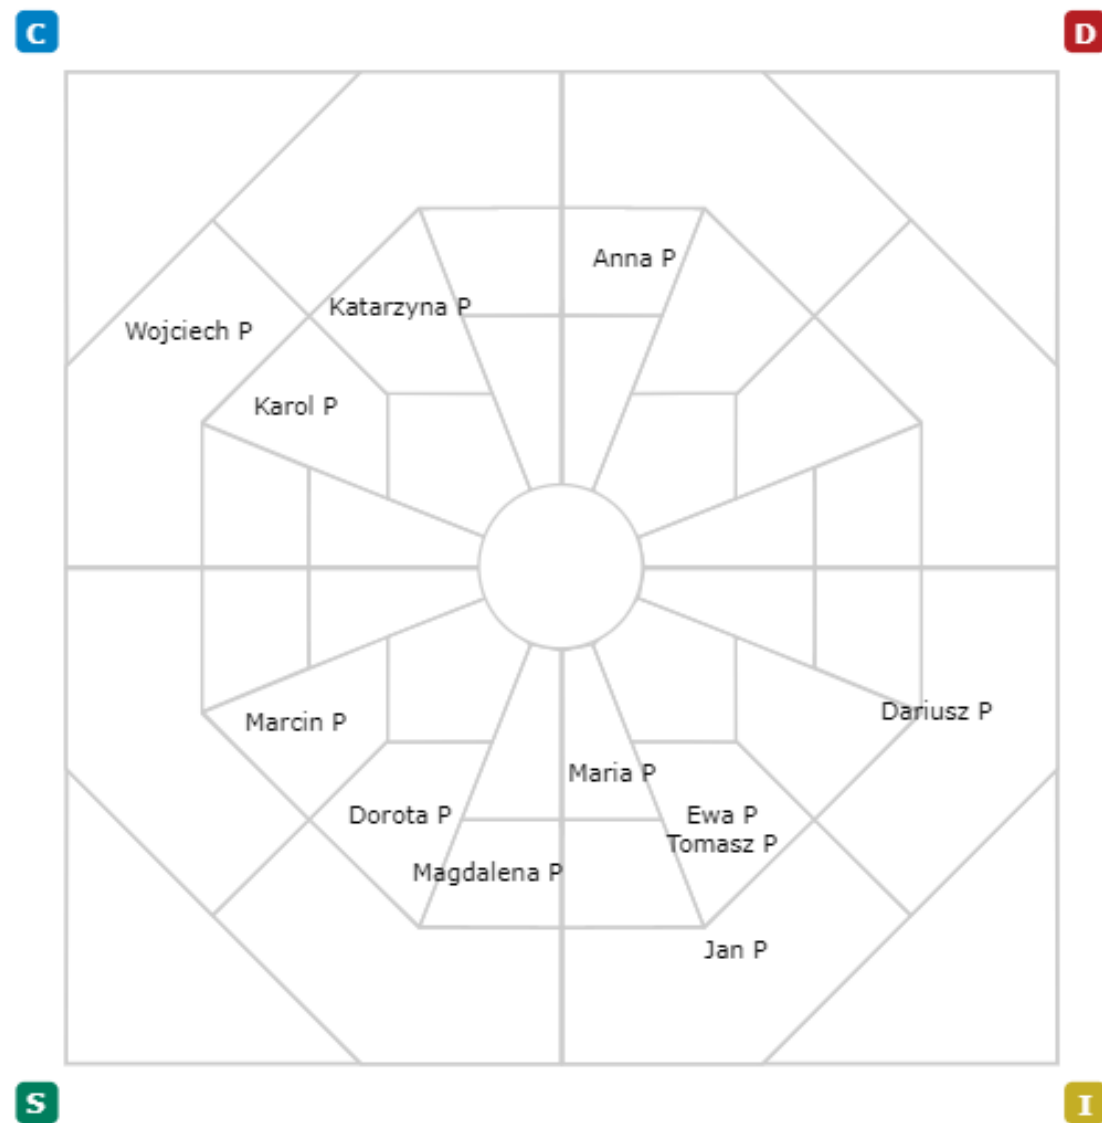 C
D
Anna P
Katarzyna P
Wojciech P
Karol P
Dariusz P
Marcin P
Maria P
Dorota P
Ewa P
Tomasz P
Magdalena P
Jan P
S
I